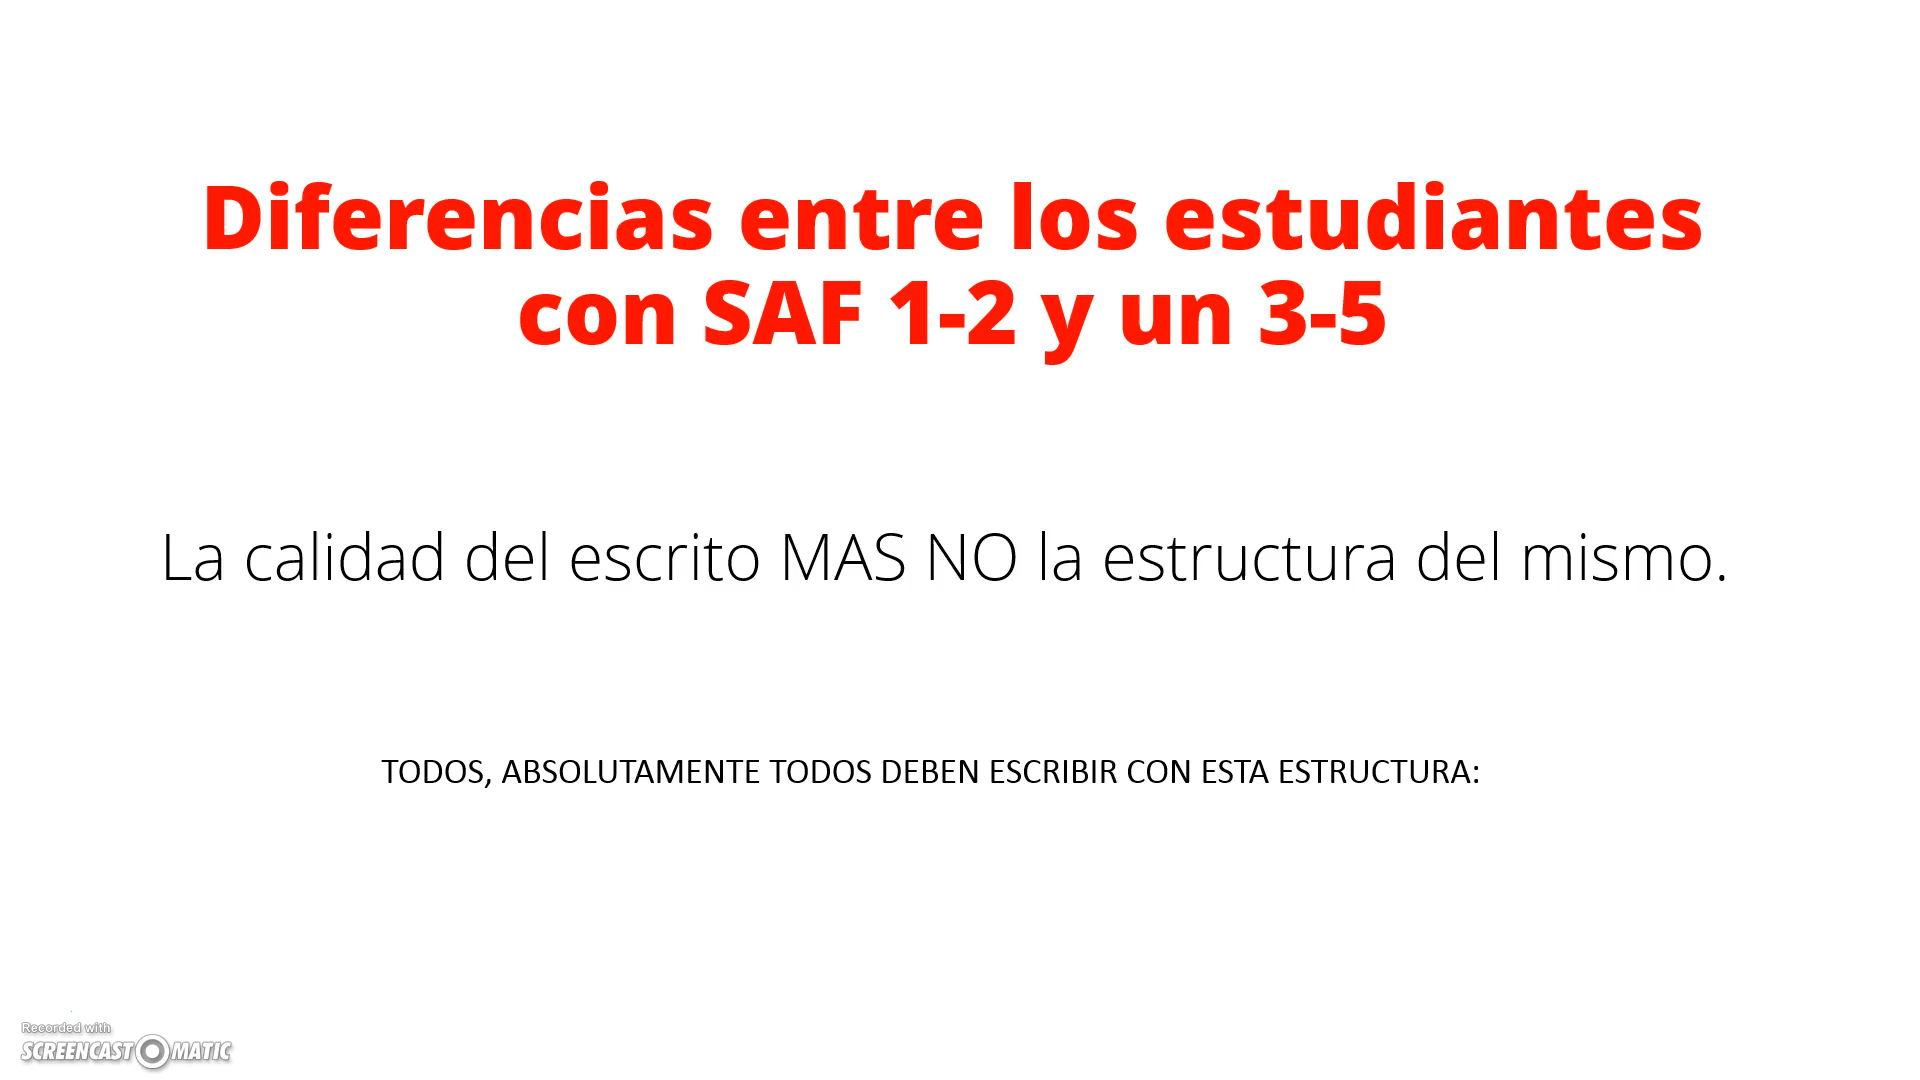 Diferencias entre los estudiantes
con SAF 1-2 y un 3-5
La calidad del escrito MAS NO la estructura del mismo.
TODOS, ABSOLUTAMENTE TODOS DEBEN ESCRIBIR CON ESTA ESTRUCTURA:
Recorded with
SCREENCAST MATIC